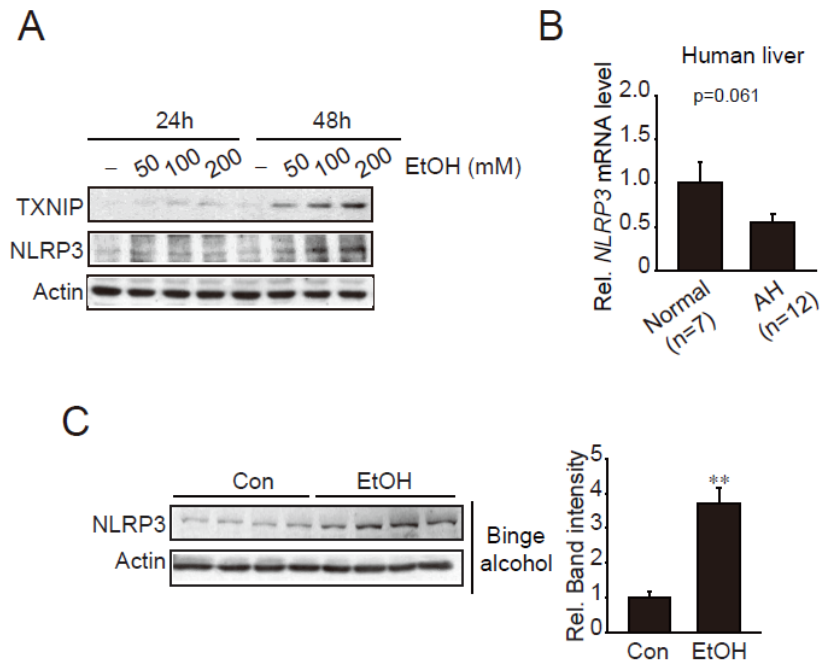 A
24h 48h
– 50 100 200 – 50 100 200 EtOH (mM)
TXNIP
NLRP3
Actin
B
Human liver
p=0.061
Rel. NLRP3 mRNA level
2.0
1.5
1.0
0.5
0
Normal (n=7)
AH (n=12)
C
Con EtOH
NLRP3
Actin
Binge
alcohol
Rel. Band intensity
5
4
3
2
1
0
**
Con EtOH